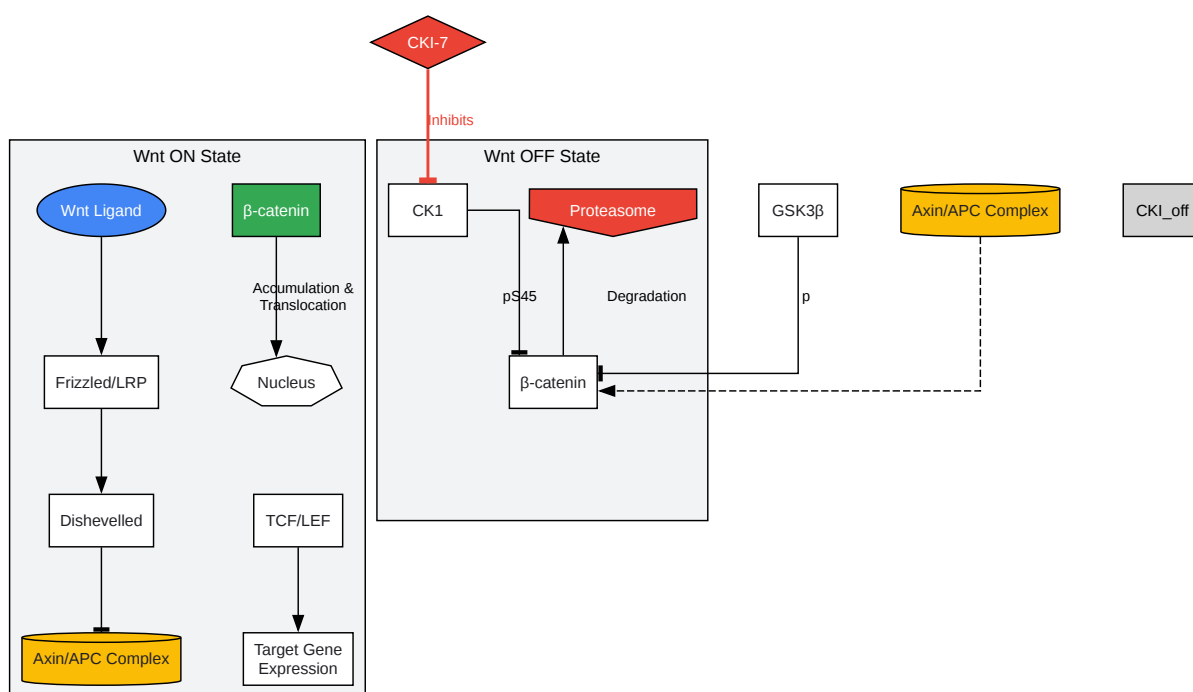 CKI-7
Inhibits
Wnt ON State
Wnt OFF State
Wnt Ligand
β-catenin
CK1
Proteasome
GSK3β
Axin/APC Complex
CKI_off
Accumulation &
Translocation
pS45
Degradation
p
Frizzled/LRP
Nucleus
β-catenin
Dishevelled
TCF/LEF
Axin/APC Complex
Target Gene
Expression